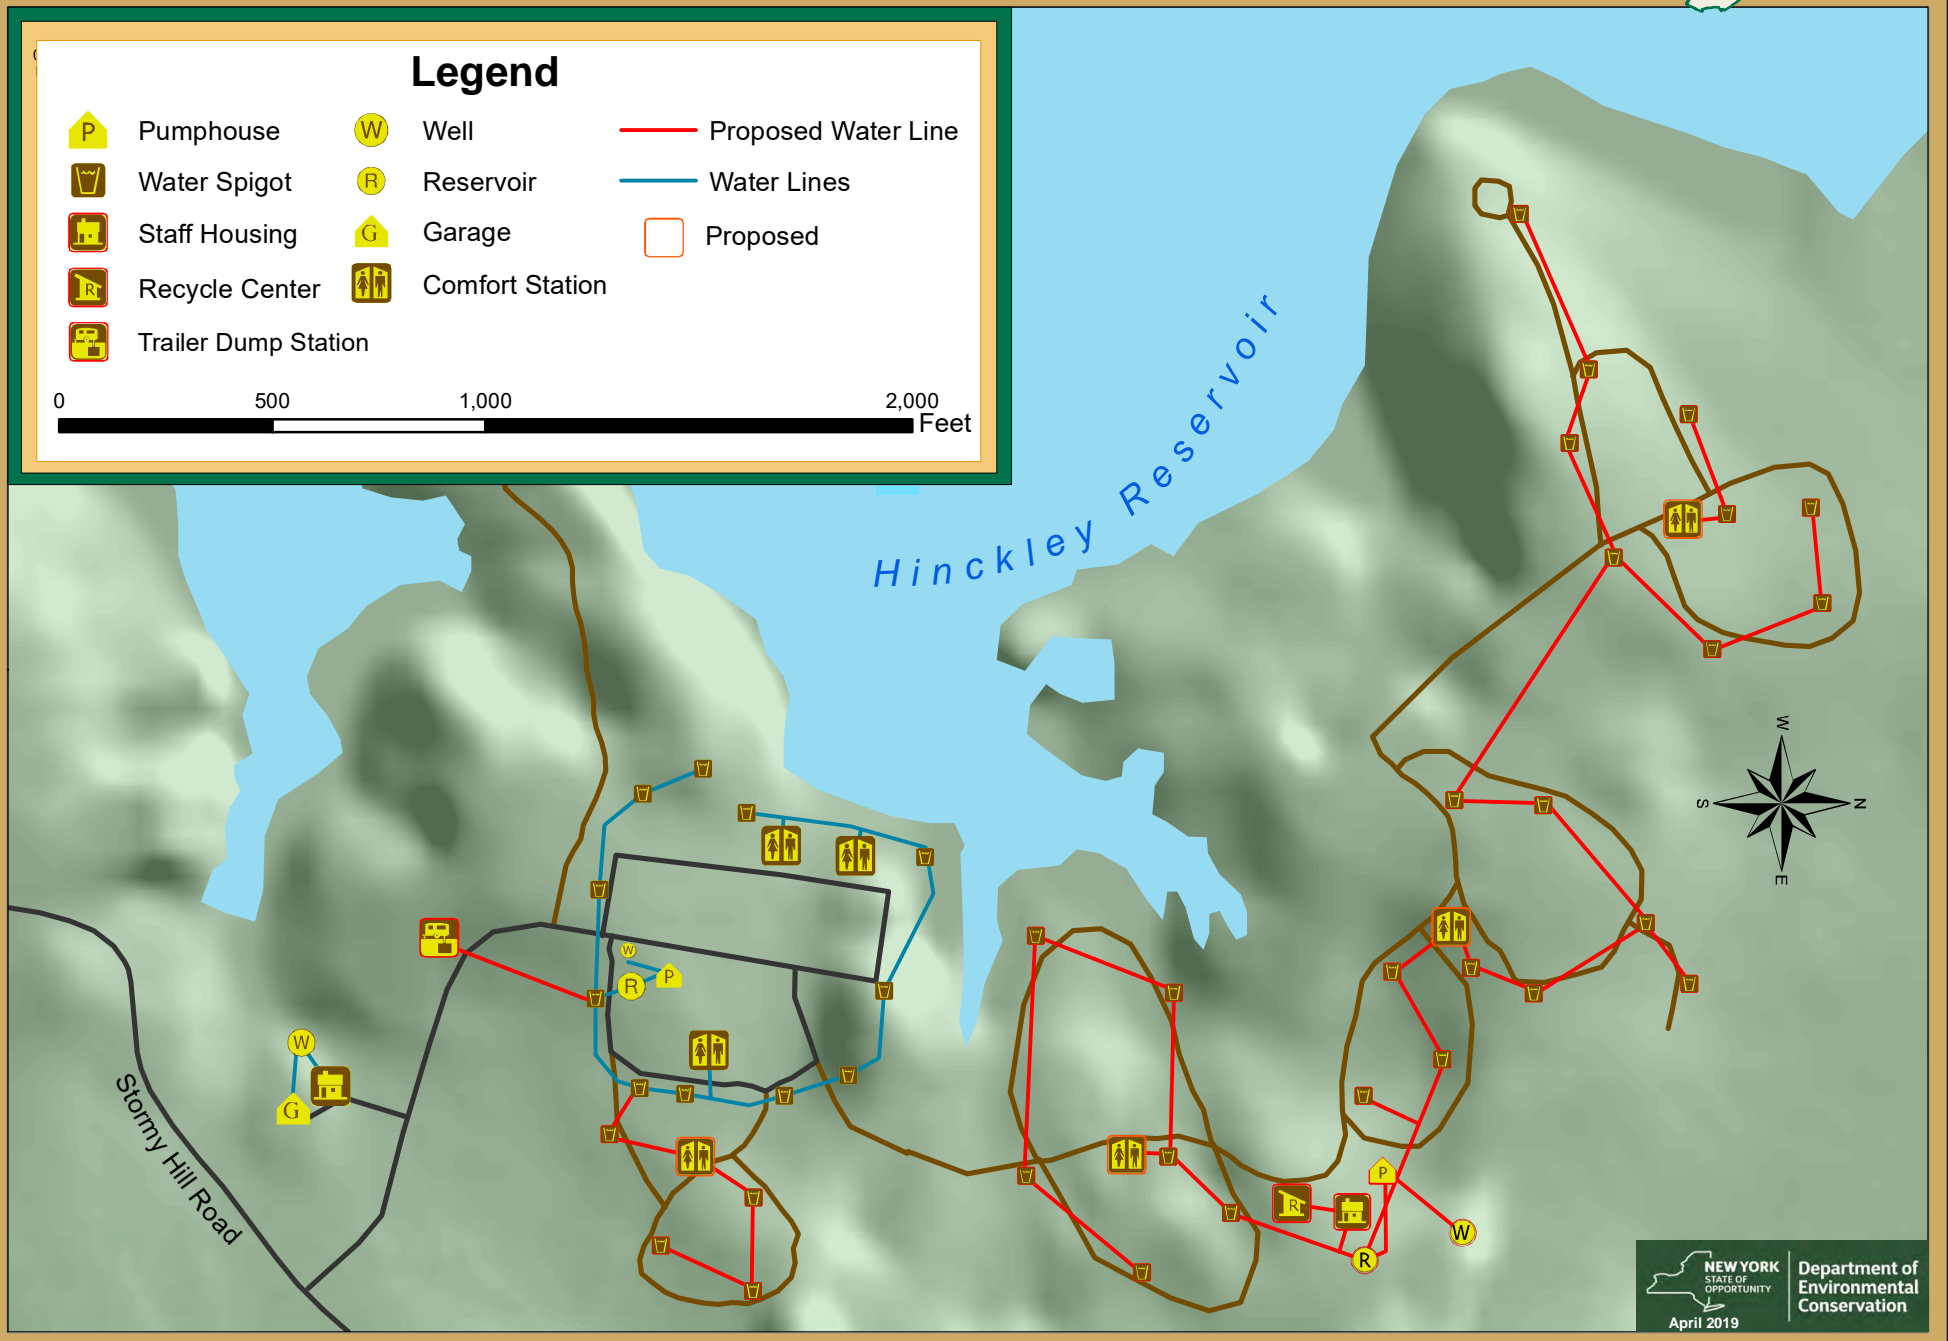 Legend
P Pumphouse
W Well
Proposed Water Line
Water Spigot
R Reservoir
Water Lines
Staff Housing
G Garage
Proposed
R Recycle Center
Comfort Station
Trailer Dump Station
0 500 1,000 2,000
Feet
Hinckley Reservoir
W
S N
E
W
R P
W
G
P
R
W
R
Stormy Hill Road
NEW YORK
STATE OF
OPPORTUNITY
Department of
Environmental
Conservation
April 2019